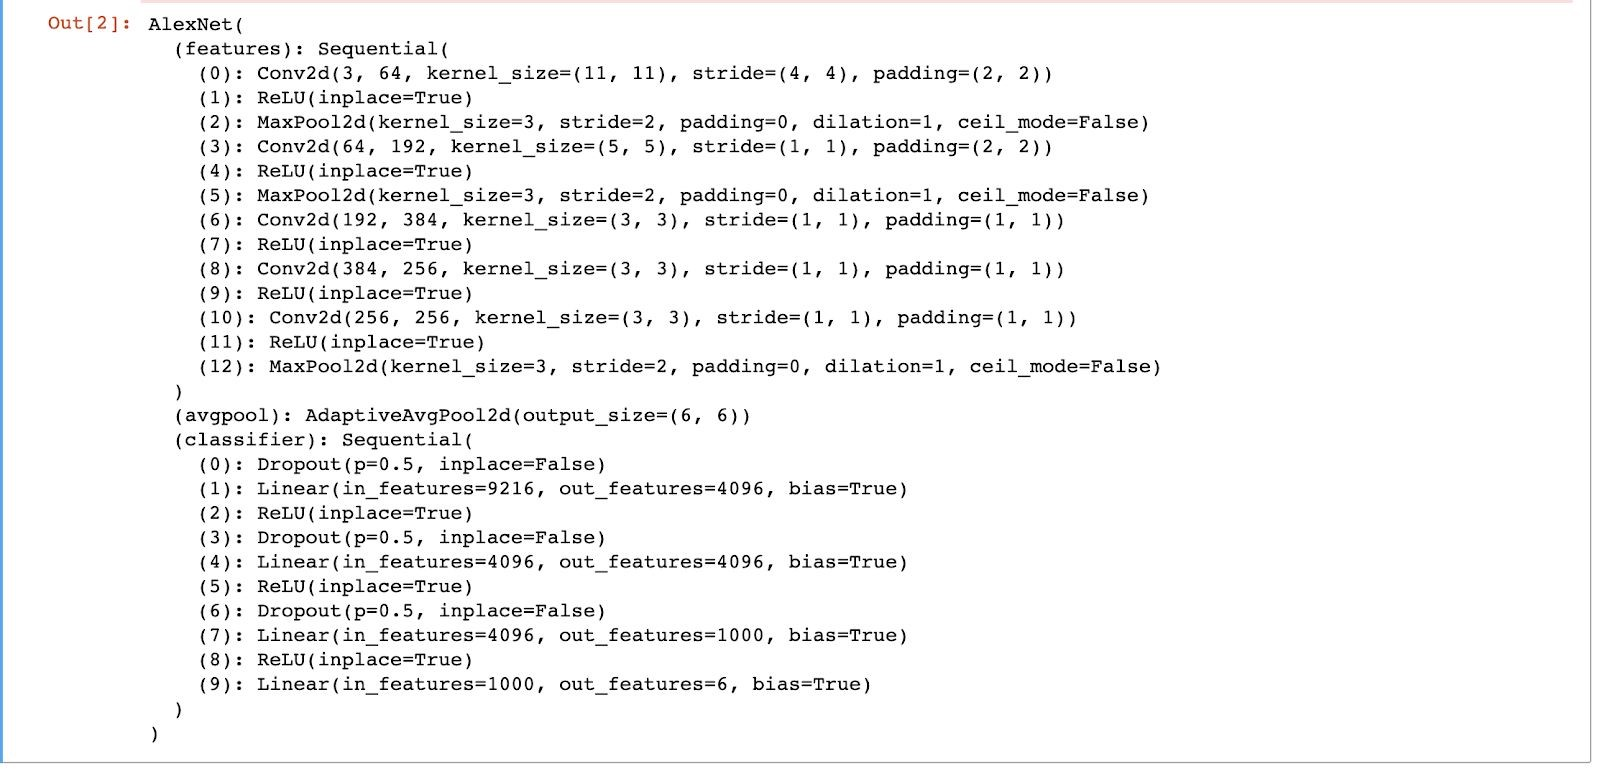 Out[2]: AlexNet(
(features): Sequential(
(0): Conv2d(3, 64, kernel_size=(11, 11), stride=(4, 4), padding=(2, 2))
(1): ReLU(inplace=True)
(2): MaxPool2d(kernel_size=3, stride=2, padding=0, dilation=1, ceil_mode=False)
(3): Conv2d(64, 192, kernel_size=(5, 5), stride=(1, 1), padding=(2, 2))
(4): ReLU(inplace=True)
(5): MaxPool2d(kernel_size=3, stride=2, padding=0, dilation=1, ceil_mode=False)
(6): Conv2d(192, 384, kernel_size=(3, 3), stride=(1, 1), padding=(1, 1))
(7): ReLU(inplace=True)
(8): Conv2d(384, 256, kernel_size=(3, 3), stride=(1, 1), padding=(1, 1))
(9): ReLU(inplace=True)
(10): Conv2d(256, 256, kernel_size=(3, 3), stride=(1, 1), padding=(1, 1))
(11): ReLU(inplace=True)
(12): MaxPool2d(kernel_size=3, stride=2, padding=0, dilation=1, ceil_mode=False)
)
(avgpool): AdaptiveAvgPool2d(output_size=(6, 6))
(classifier): Sequential(
(0): Dropout(p=0.5, inplace=False)
(1): Linear(in_features=9216, out_features=4096, bias=True)
(2): ReLU(inplace=True)
(3): Dropout(p=0.5, inplace=False)
(4): Linear(in_features=4096, out_features=4096, bias=True)
(5): ReLU(inplace=True)
(6): Dropout(p=0.5, inplace=False)
(7): Linear(in_features=4096, out_features=1000, bias=True)
(8): ReLU(inplace=True)
(9): Linear(in_features=1000, out_features=6, bias=True)
)
)